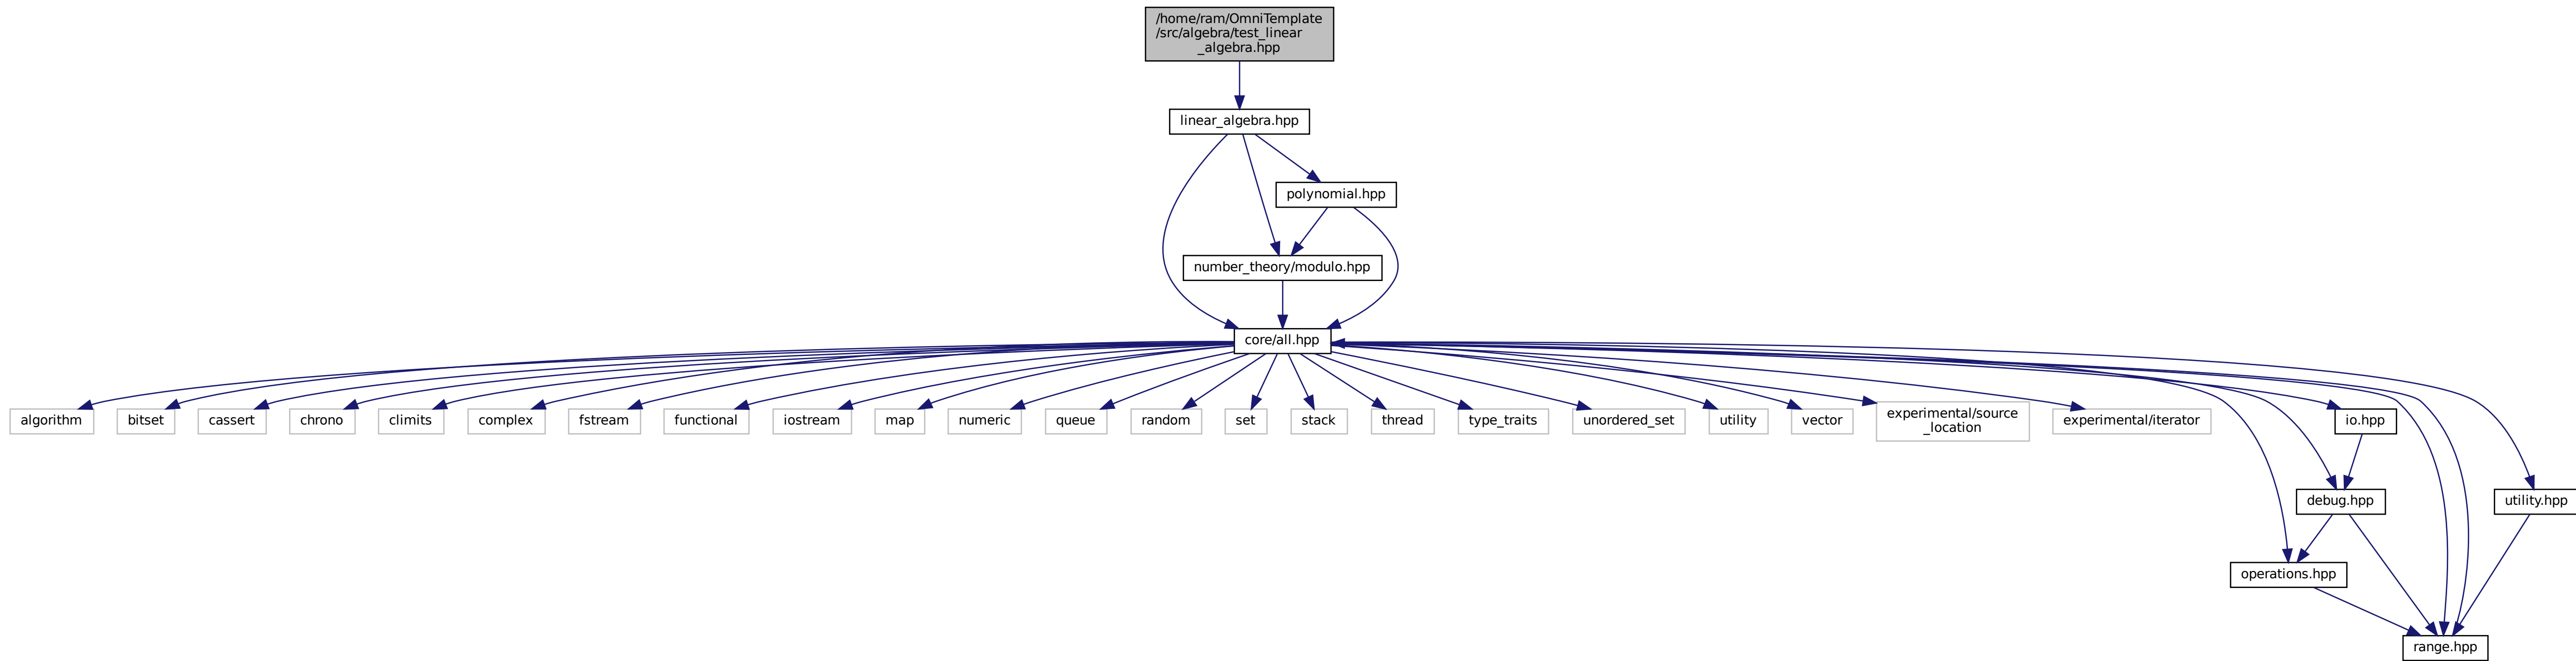 /home/ram/OmniTemplate
/src/algebra/test_linear
_algebra.hpp
linear_algebra.hpp
polynomial.hpp
number_theory/modulo.hpp
core/all.hpp
algorithm
bitset
cassert
chrono
climits
complex
fstream
functional
iostream
map
numeric
queue
random
set
stack
thread
type_traits
unordered_set
utility
vector
experimental/source
_location
experimental/iterator
io.hpp
debug.hpp
utility.hpp
operations.hpp
range.hpp